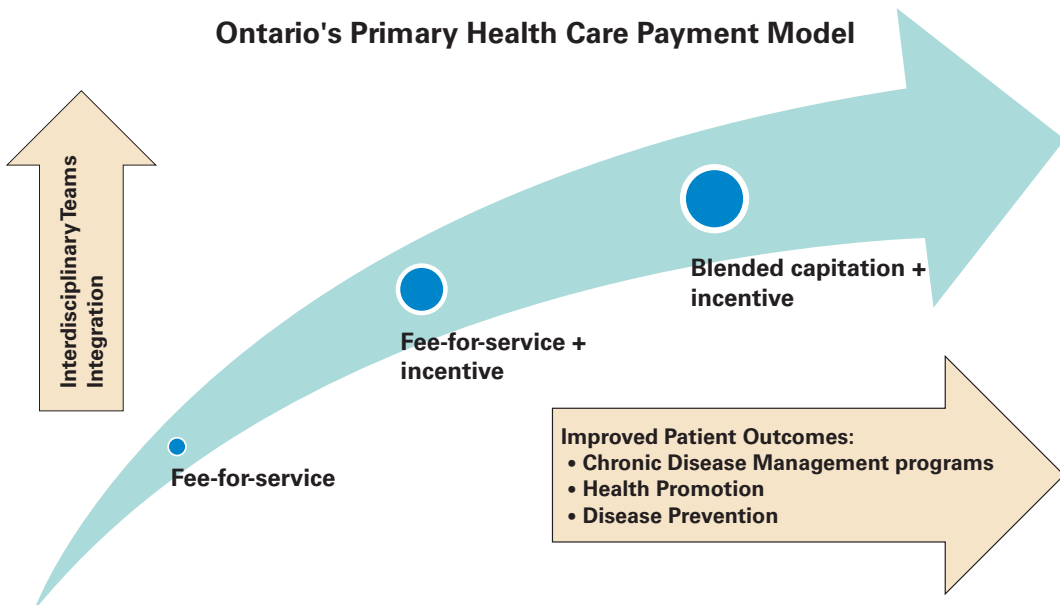 Ontario's Primary Health Care Payment Model
Interdisciplinary Teams
Integration
Blended capitation +
incentive
Fee-for-service +
incentive
Fee-for-service
Improved Patient Outcomes:
• Chronic Disease Management programs
• Health Promotion
• Disease Prevention